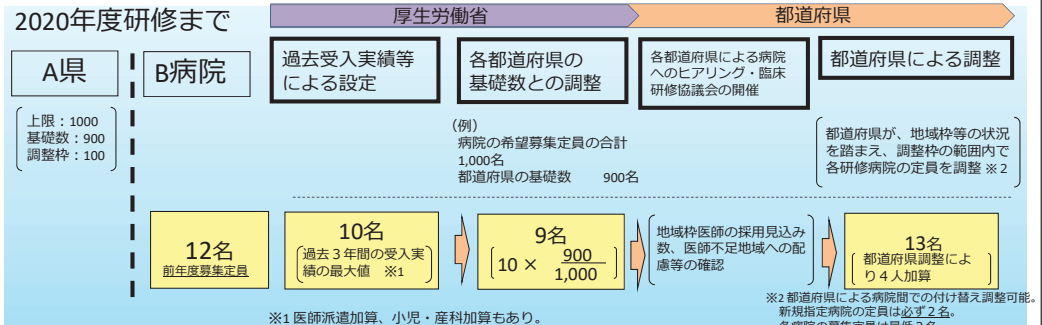 2020年度研修まで
厚生労働省
都道府県
A県
B病院
過去受入実績等
による設定
各都道府県の
基礎数との調整
各都道府県による病院
へのヒアリング・臨床
研修協議会の開催
都道府県による調整
上限：1000
基礎数：900
調整枠：100
（例）
病院の希望募集定員の合計
1,000名
都道府県の基礎数　　900名
都道府県が、地域枠等の状況
を踏まえ、調整枠の範囲内で
各研修病院の定員を調整 ※２
12名
前年度募集定員
10名
過去３年間の受入実
績の最大値　※1
9名
10 × 900
1,000
地域枠医師の採用見込み
数、医師不足地域への配
慮等の確認
13名
都道府県調整によ
り４人加算
※1 医師派遣加算、小児・産科加算もあり。
※２都道府県による病院間での付け替え調整可能。
新規指定病院の定員は必ず２名。
各病院の募集定員は最低２名